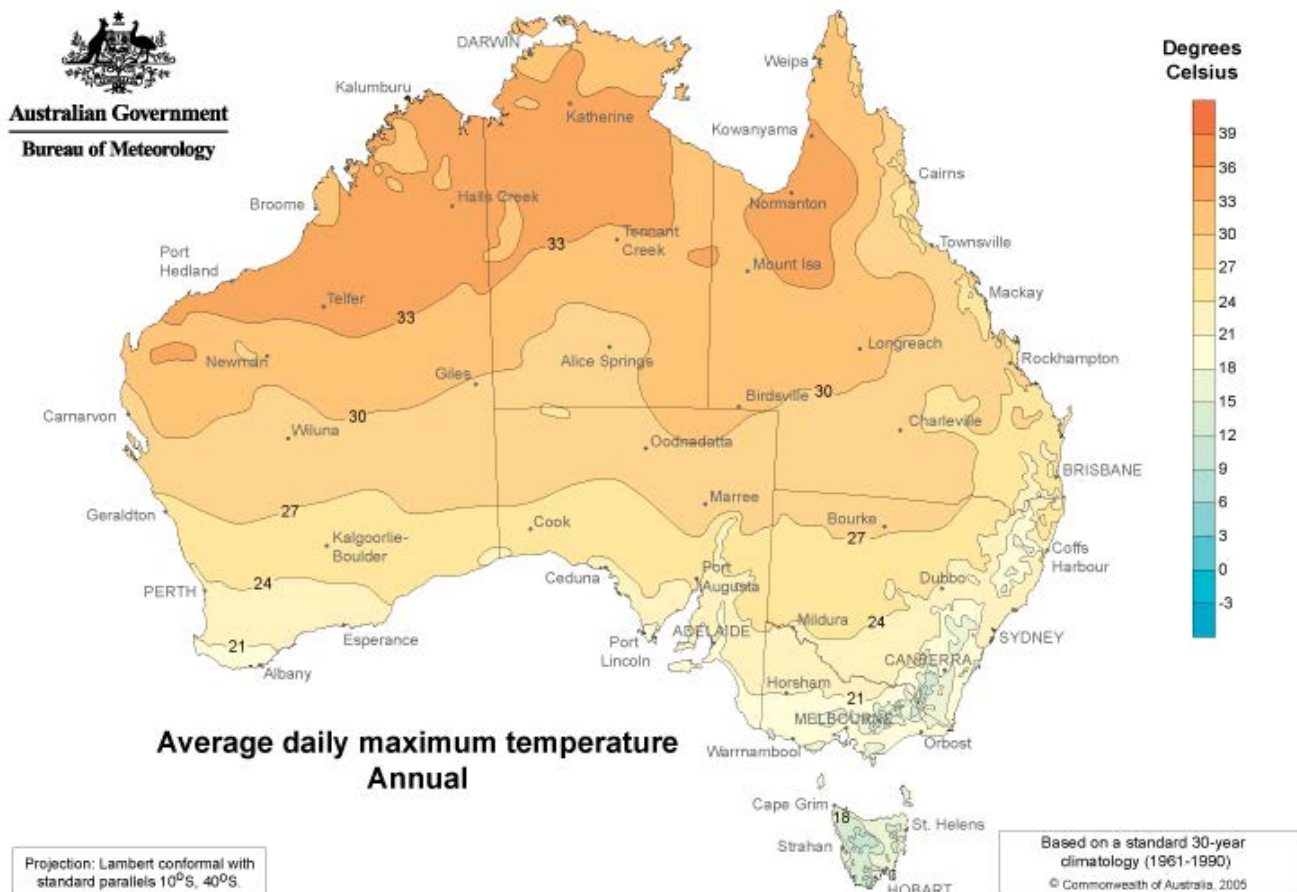 Australian Government
Bureau of Meteorology
Degrees
Celsius
39
36
33
30
27
24
21
18
15
12
9
6
3
0
-3
DARWIN
Weipa
Kalumburu
Katherine
Kowanyama
Cairns
Broome
Halls Creek
Normanton
Port
Hedland
33
Tennant
Creek
Townsville
Mount Isa
Telfer
33
Mackay
Newman
Alice Springs
Longreach
Rockhampton
Giles
30
Birdsville
Carnarvon
30
Wiluna
Charleville
Oodnadatta
BRISBANE
Geraldton
27
Marree
Cook
Bourke
27
Kalgoorlie-
Boulder
Coffs
Harbour
PERTH
24
Ceduna
Port
Augusta
Dubbo
Mildura
24
21
Esperance
Port
Lincoln
ADELAIDE
SYDNEY
Albany
CANBERRA
Horsham
21
MELBOURNE
Warrnambool
Orbost
Average daily maximum temperature
Annual
Cape Grim
18
St. Helens
Strahan
HOBART
Projection: Lambert conformal with
standard parallels 10°S, 40°S.
Based on a standard 30-year
climatology (1961-1990)
© Commonwealth of Australia, 2005